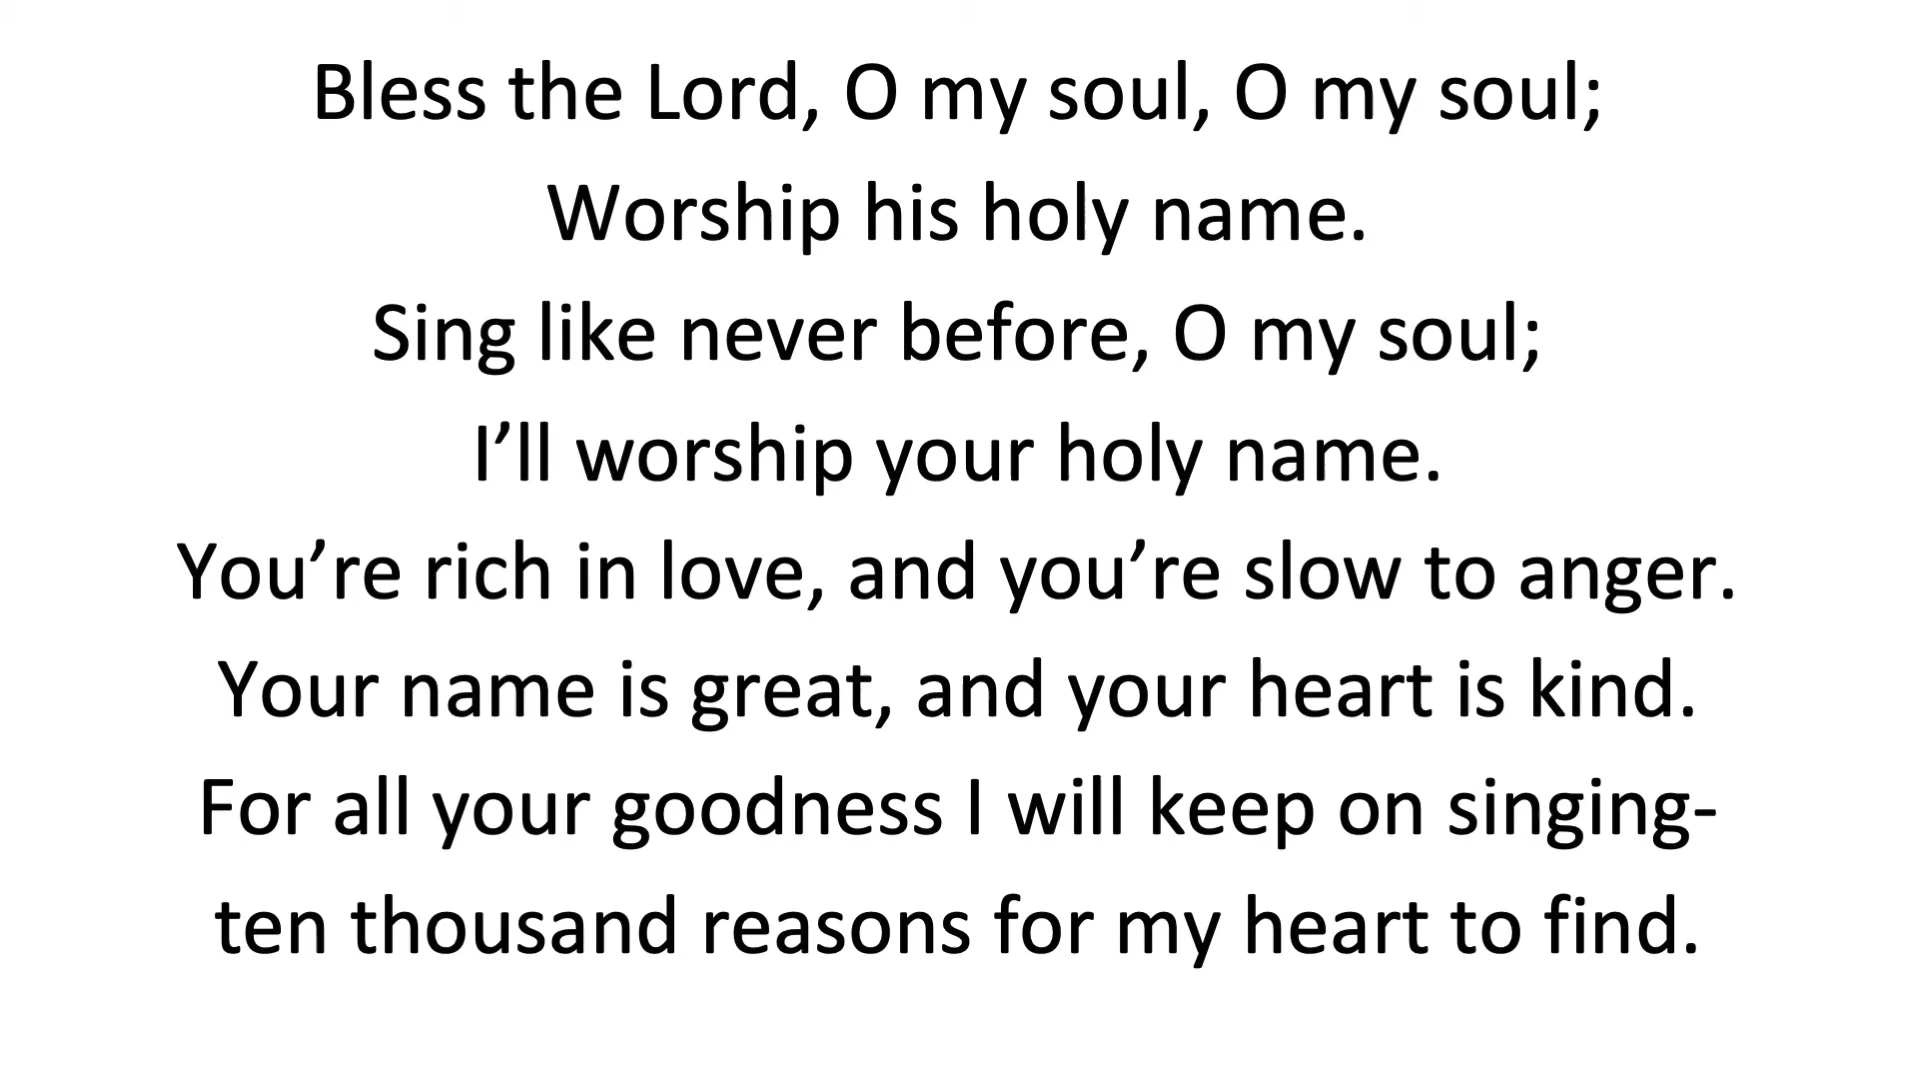 Bless the Lord, O my soul, O my soul;
Worship his holy name.
Sing like never before, O my soul;
I’ll worship your holy name.
You’re rich in love, and you’re slow to anger.
Your name is great, and your heart is kind.
For all your goodness I will keep on singing-
ten thousand reasons for my heart to find.